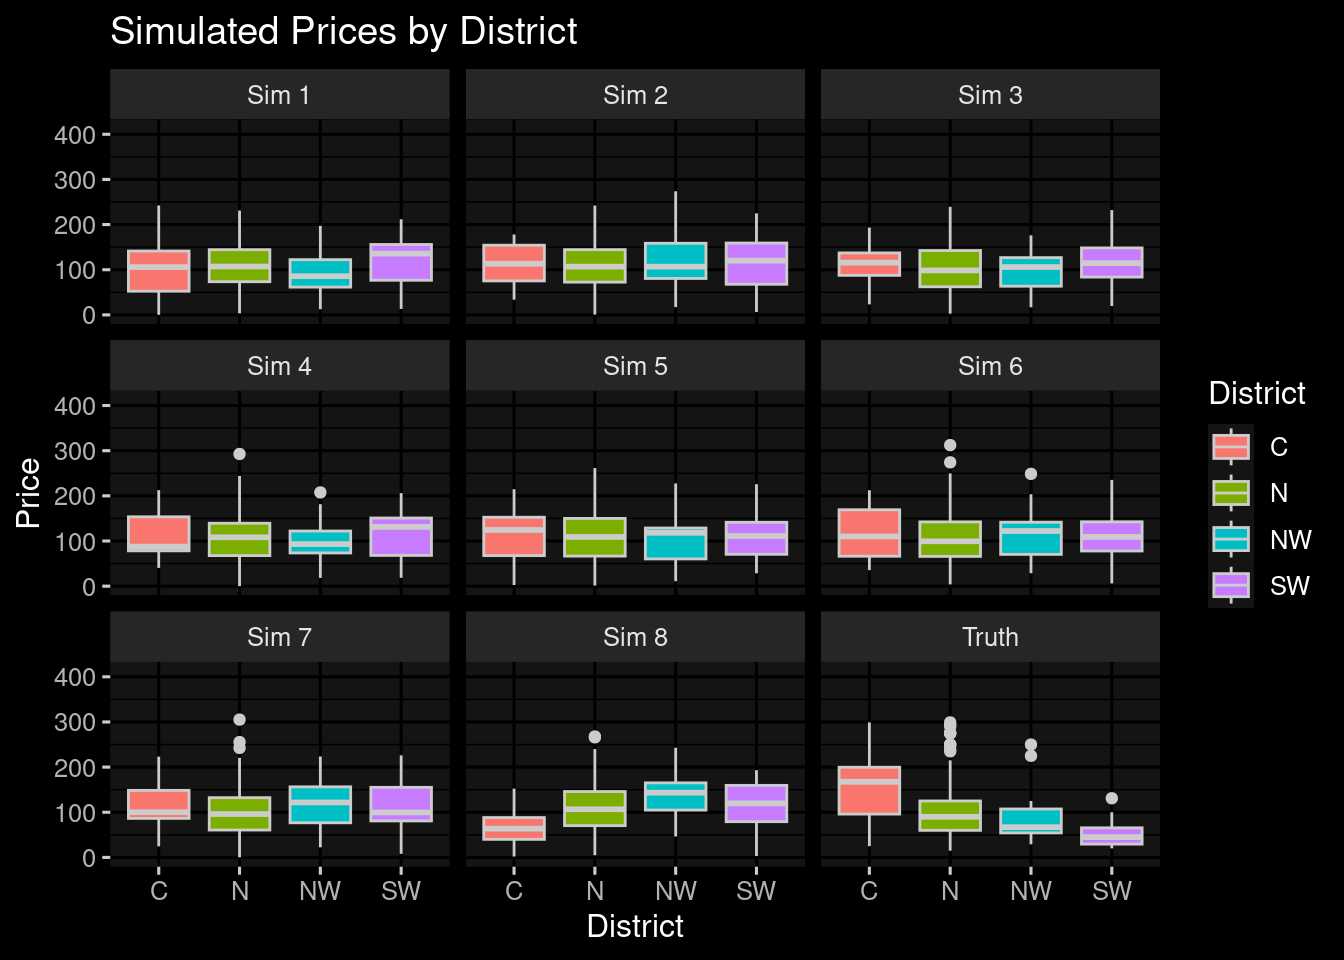 Simulated Prices by District
Sim 1 Sim 2 Sim 3
400
300
200
100
0
Sim 4 Sim 5 Sim 6
400
300
200
100
0
Sim 7 Sim 8 Truth
400
300
200
100
0
C N NW SW C N NW SW C N NW SW
District
Price
District
C
N
NW
SW